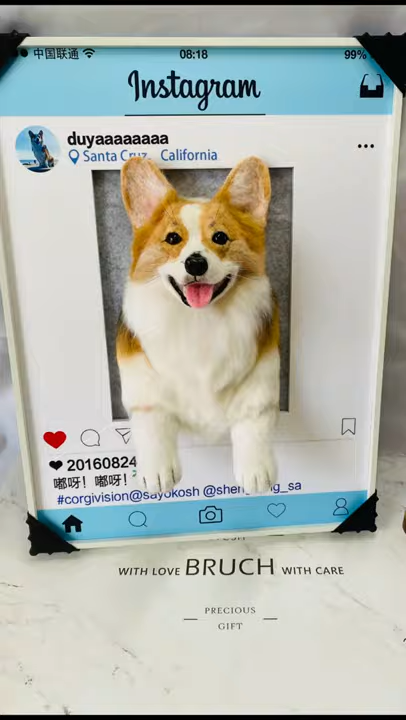 中国联通 08:18 99%
Instagram
duyaaaaaaaa
Santa Cruz, California
20160824
嘟呀! 嘟呀!
#corgivision@sayokosh
WITH LOVE BRUCH WITH CARE
PRECIOUS
GIFT